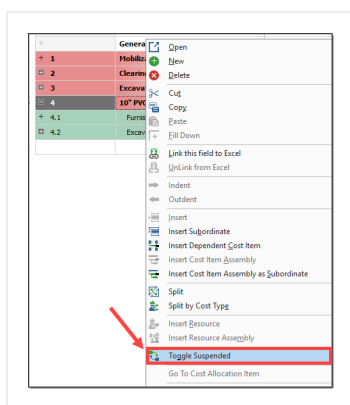 Genera
1 Mobiliz
2 Clearin
3 Excava
4 10" PVC
4.1 Furnis
4.2 Excav
Open
New
Delete
Cut
Copy
Paste
Fill Down
Link this field to Excel
UnLink from Excel
Indent
Outdent
Insert
Insert Subordinate
Insert Dependent Cost Item
Insert Cost Item Assembly
Insert Cost Item Assembly as Subordinate
Split
Split by Cost Type
Insert Resource
Insert Resource Assembly
Toggle Suspended
Go To Cost Allocation Item